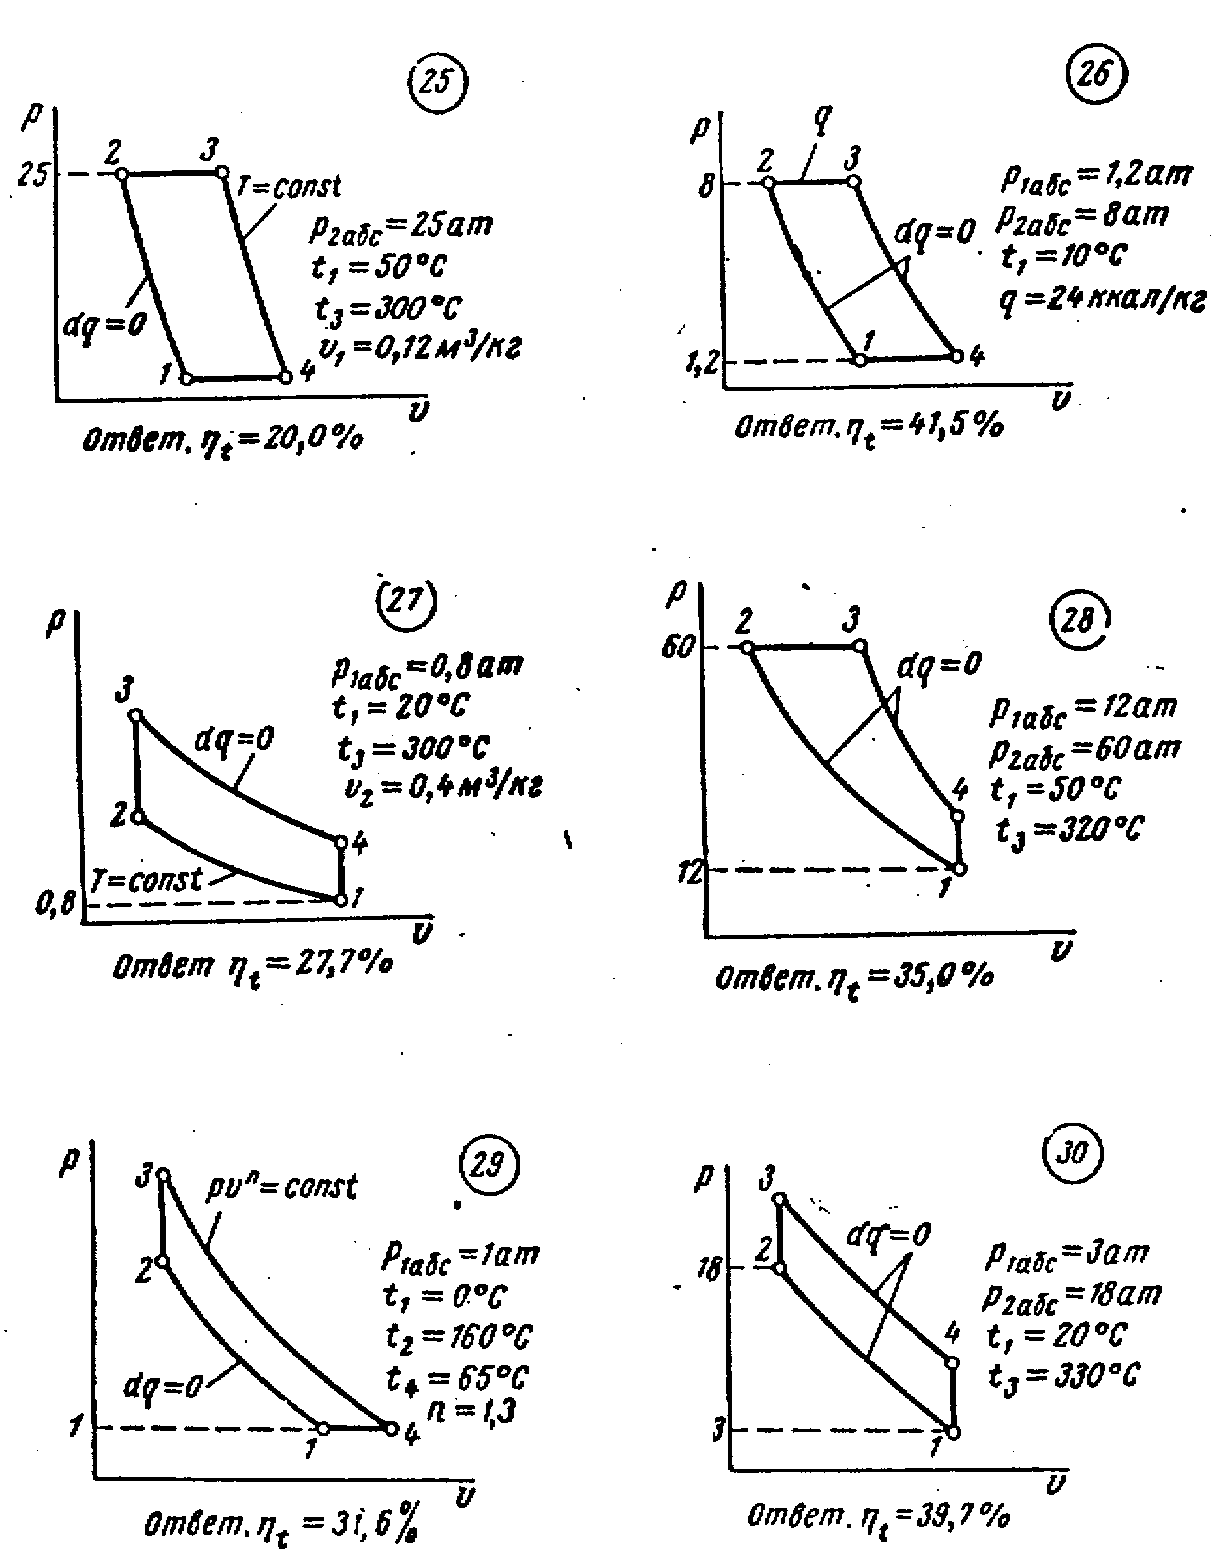 25
p
25
2
3
T=const
p₂абс=25ат
t₁=50°C
t₃=300°C
v₁=0,12м³/кг
dq=0
1
4
v
Ответ. ηt=20,0%
26
p
q
8
2
3
dq=0
p₁абс=1,2ат
p₂абс=8ат
t₁=10°C
q=24ккал/кг
1,2
1
4
v
Ответ. ηt=41,5%
27
p
3
dq=0
p₁абс=0,8ат
t₁=20°C
t₃=300°C
v₂=0,4м³/кг
2
4
T=const
0,8
1
v
Ответ ηt=27,7%
28
p
60
2
3
dq=0
p₁абс=12ат
p₂абс=60ат
t₁=50°C
t₃=320°C
4
12
1
v
Ответ. ηt=35,0%
29
p
3
pvⁿ=const
2
p₁абс=1ат
t₁=0°C
t₂=160°C
t₄=65°C
n=1,3
dq=0
1
1
4
v
Ответ. ηt=31,6%
30
p
3
dq=0
18
2
p₁абс=3ат
p₂абс=18ат
t₁=20°C
t₃=330°C
4
3
1
v
Ответ. ηt=39,7%